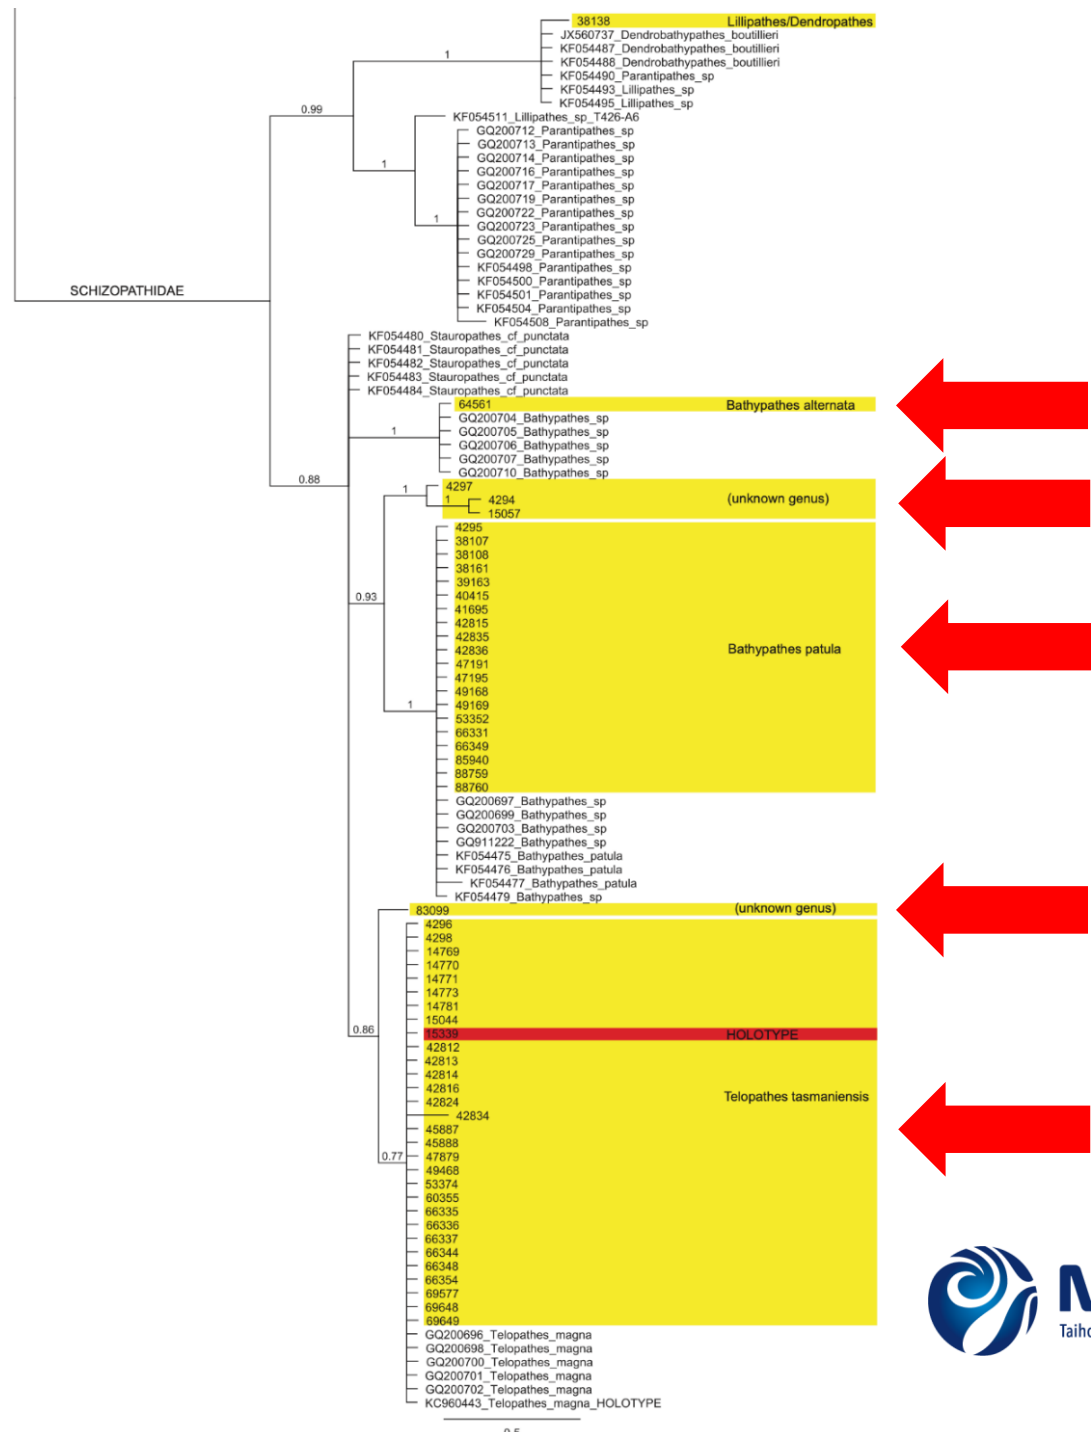 38138 Lillipathes/Dendropathes
JX560737_Dendrobathypathes_boutillieri
KF054487_Dendrobathypathes_boutillieri
1
KF054488_Dendrobathypathes_boutillieri
KF054490_Parantipathes_sp
KF054493_Lillipathes_sp
KF054495_Lillipathes_sp
0.99
KF054511_Lillipathes_sp_T426-A6
GQ200712_Parantipathes_sp
GQ200713_Parantipathes_sp
GQ200714_Parantipathes_sp
1
GQ200716_Parantipathes_sp
GQ200717_Parantipathes_sp
GQ200719_Parantipathes_sp
GQ200722_Parantipathes_sp
1
GQ200723_Parantipathes_sp
GQ200725_Parantipathes_sp
GQ200729_Parantipathes_sp
KF054498_Parantipathes_sp
KF054500_Parantipathes_sp
SCHIZOPATHIDAE
KF054501_Parantipathes_sp
KF054504_Parantipathes_sp
KF054508_Parantipathes_sp
KF054480_Stauropathes_cf_punctata
KF054481_Stauropathes_cf_punctata
KF054482_Stauropathes_cf_punctata
KF054483_Stauropathes_cf_punctata
KF054484_Stauropathes_cf_punctata
64561 Bathypathes alternata
GQ200704_Bathypathes_sp
1
GQ200705_Bathypathes_sp
GQ200706_Bathypathes_sp
GQ200707_Bathypathes_sp
GQ200710_Bathypathes_sp
0.88
1
4297
1
4294 (unknown genus)
15057
4295
38107
38108
38161
39163
0.93
40415
41695
42815
42835
42836 Bathypathes patula
47191
47195
49168
1
49169
53352
66331
66349
85940
88759
88760
GQ200697_Bathypathes_sp
GQ200699_Bathypathes_sp
GQ200703_Bathypathes_sp
GQ911222_Bathypathes_sp
KF054475_Bathypathes_patula
KF054476_Bathypathes_patula
KF054477_Bathypathes_patula
KF054479_Bathypathes_sp
83099 (unknown genus)
4296
4298
14769
14770
14771
14773
14781
15044
0.86
15339 HOLOTYPE
42812
42813
42814
42816
42824 Telopathes tasmaniensis
42834
45887
45888
0.77
47879
49468
53374
60355
66335
66336
66337
66344
66348
66354
69577
69648
69649
GQ200696_Telopathes_magna
GQ200698_Telopathes_magna
GQ200700_Telopathes_magna
GQ200701_Telopathes_magna
GQ200702_Telopathes_magna
KC960443_Telopathes_magna_HOLOTYPE